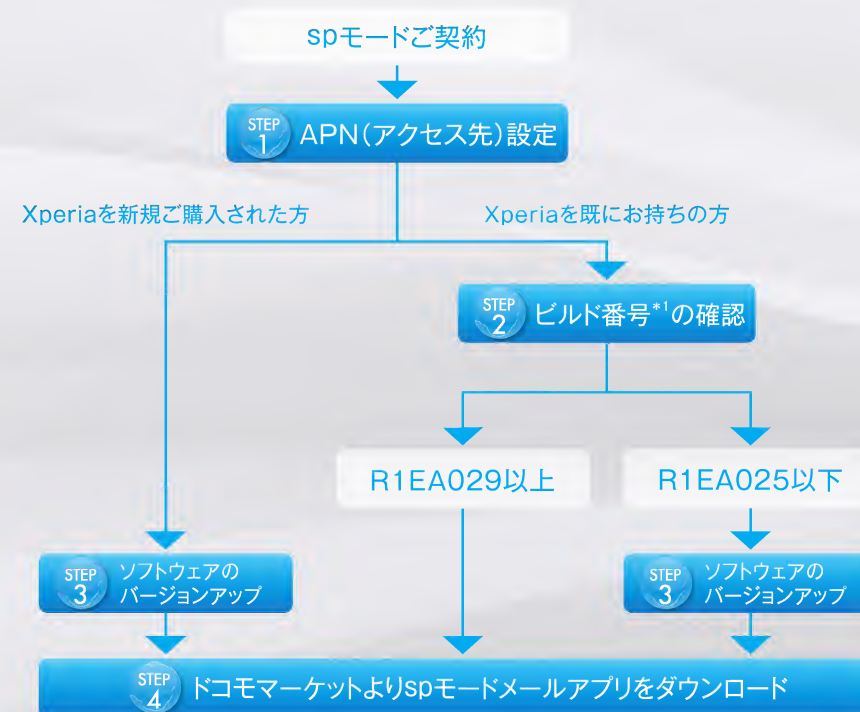 spモードご契約
STEP 1 APN（アクセス先）設定
Xperiaを新規ご購入された方
Xperiaを既にお持ちの方
STEP 2 ビルド番号*1の確認
R1EA029以上
R1EA025以下
STEP 3 ソフトウェアの
バージョンアップ
STEP 3 ソフトウェアの
バージョンアップ
STEP 4 ドコモマーケットよりspモードメールアプリをダウンロード